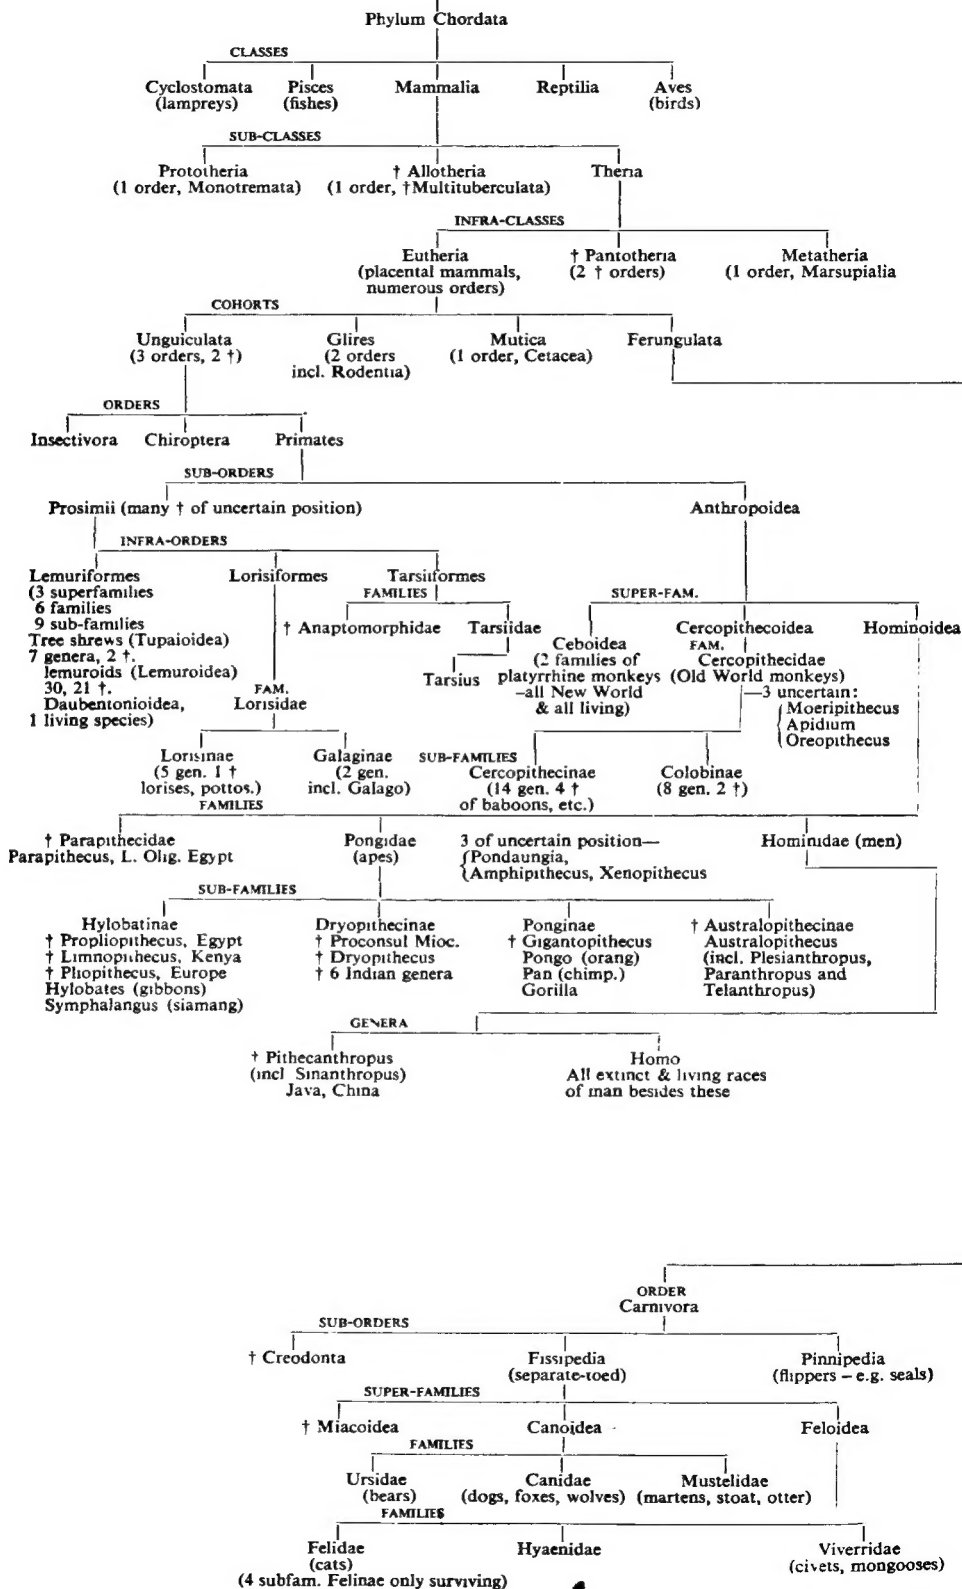 Phylum Chordata
CLASSES
Cyclostomata Pisces Mammalia Reptilia Aves
(lampreys) (fishes) (birds)
SUB-CLASSES
Prototheria † Allotheria Theria
(1 order, Monotremata) (1 order, †Multituberculata)
INFRA-CLASSES
Eutheria † Pantotheria Metatheria
(placental mammals, (2 † orders) (1 order, Marsupialia
numerous orders)
COHORTS
Unguiculata Glires Mutica Ferungulata
(3 orders, 2 †) (2 orders (1 order, Cetacea)
incl. Rodentia)
ORDERS
Insectivora Chiroptera Primates
SUB-ORDERS
Prosimii (many † of uncertain position) Anthropoidea
INFRA-ORDERS
Lemuriformes Lorisiformes Tarsiiformes
(3 superfamilies
6 families
9 sub-families
Tree shrews (Tupaioidea)
7 genera, 2 †.
lemuroids (Lemuroidea)
30, 21 †.
Daubentonioidea,
1 living species)
FAMILIES
† Anaptomorphidae Tarsiidae
Tarsius
SUPER-FAM.
Ceboidea Cercopithecoidea Hominoidea
(2 families of
platyrrhine monkeys
–all New World
& all living)
FAM.
Cercopithecidae
(Old World monkeys)
—3 uncertain:
Moeripithecus
Apidium
Oreopithecus
FAM.
Lorisidae
Lorisinae Galaginae
(5 gen. 1 † (2 gen.
lorises, pottos.) incl. Galago)
SUB-FAMILIES
Cercopithecinae Colobinae
(14 gen. 4 † (8 gen. 2 †)
of baboons, etc.)
FAMILIES
† Parapithecidae Pongidae 3 of uncertain position— Hominidae (men)
Parapithecus, L. Olig. Egypt (apes) Pondaungia,
Amphipithecus, Xenopithecus
SUB-FAMILIES
Hylobatinae Dryopithecinae Ponginae † Australopithecinae
† Propliopithecus, Egypt † Proconsul Mioc. † Gigantopithecus Australopithecus
† Limnopithecus, Kenya † Dryopithecus Pongo (orang) (incl. Plesianthropus,
† Pliopithecus, Europe † 6 Indian genera Pan (chimp.) Paranthropus and
Hylobates (gibbons) Gorilla Telanthropus)
Symphalangus (siamang)
GENERA
† Pithecanthropus Homo
(incl Sinanthropus) All extinct & living races
Java, China of man besides these
ORDER
Carnivora
SUB-ORDERS
† Creodonta Fissipedia Pinnipedia
(separate-toed) (flippers – e.g. seals)
SUPER-FAMILIES
† Miacoidea Canoidea Feloidea
FAMILIES
Ursidae Canidae Mustelidae
(bears) (dogs, foxes, wolves) (martens, stoat, otter)
FAMILIES
Felidae Hyaenidae Viverridae
(cats) (civets, mongooses)
(4 subfam. Felinae only surviving)